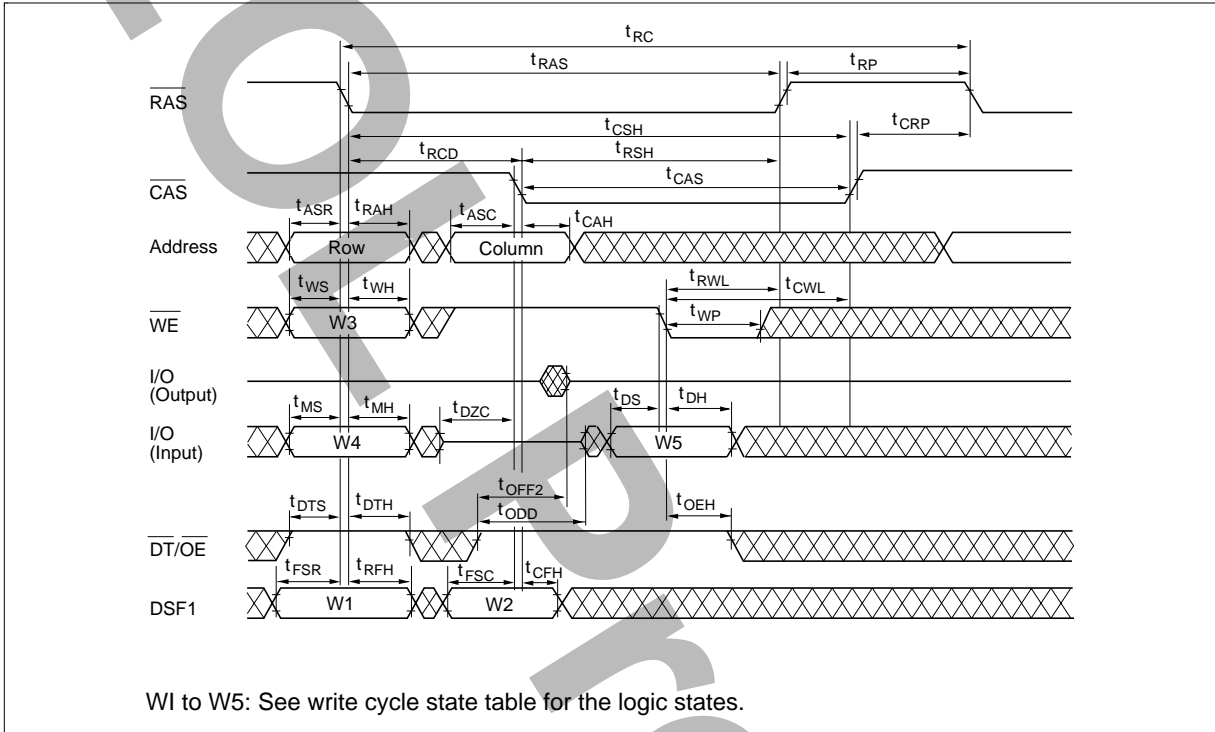 tRC
tRAS tRP
RAS
tCSH tCRP
tRCD tRSH
CAS tCAS
tASR tRAH tASC tCAH
Address Row Column
tWS tWH tRWL tCWL
WE W3 tWP
I/O
(Output)
tMS tMH tDZC tDS tDH
I/O
(Input)
W4 W5
tOFF2
tDTS tDTH tODD tOEH
DT/OE
tFSR tRFH tFSC tCFH
DSF1 W1 W2
WI to W5: See write cycle state table for the logic states.